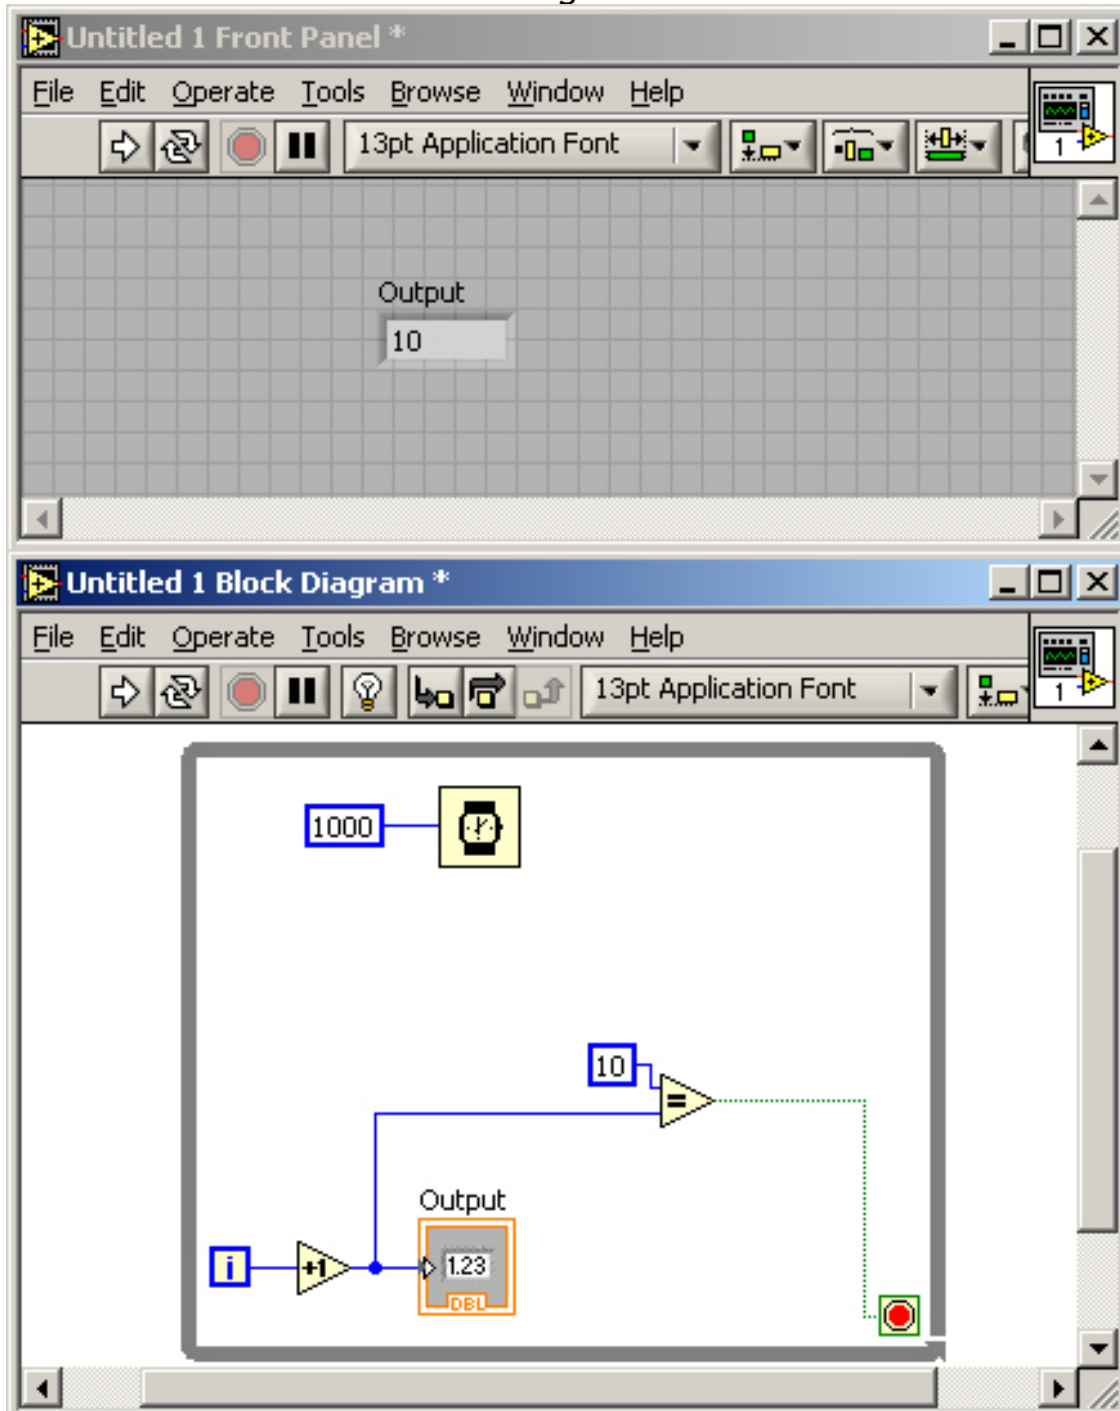 Untitled 1 Front Panel *
File Edit Operate Tools Browse Window Help
13pt Application Font
1
Output
10
Untitled 1 Block Diagram *
File Edit Operate Tools Browse Window Help
13pt Application Font
1
1000
10
=
Output
i
+1
1.23
DBL